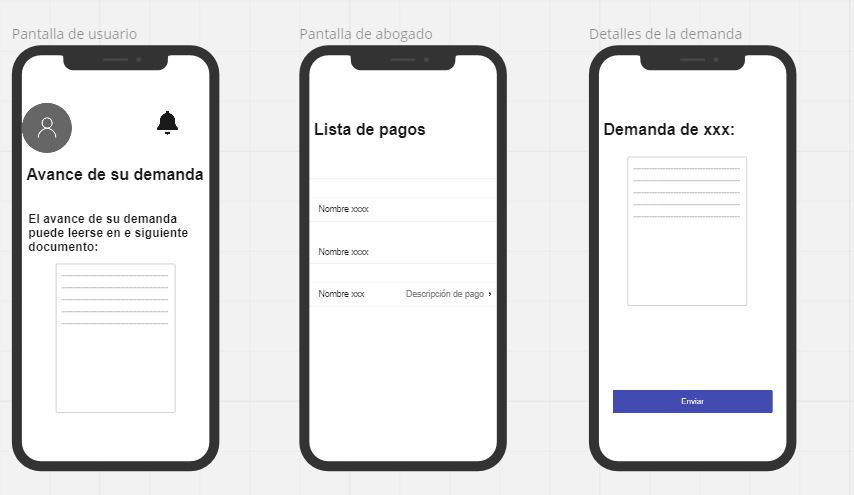 Pantalla de usuario
Avance de su demanda
El avance de su demanda
puede leerse en e siguiente
documento:
Pantalla de abogado
Lista de pagos
Nombre xxxx
Nombre xxxx
Nombre xxx Descripción de pago
Detalles de la demanda
Demanda de xxx:
Enviar